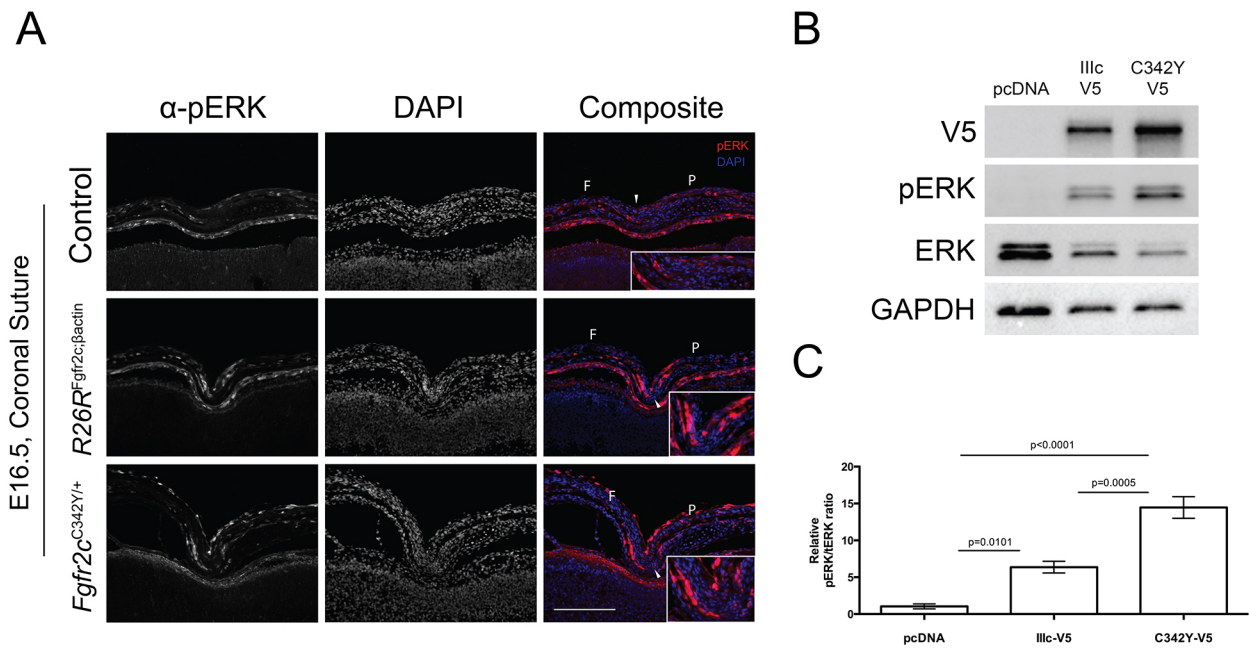 A
α-pERK
DAPI
Composite
E16.5, Coronal Suture
Control
pERK
DAPI
F
P
R26R^Fgfr2c;βactin
F
P
Fgfr2c^C342Y/+
F
P
B
pcDNA
IIIc
V5
C342Y
V5
V5
pERK
ERK
GAPDH
C
Relative
pERK/tERK ratio
20
15
10
5
0
p<0.0001
p=0.0005
p=0.0101
pcDNA
IIIc-V5
C342Y-V5